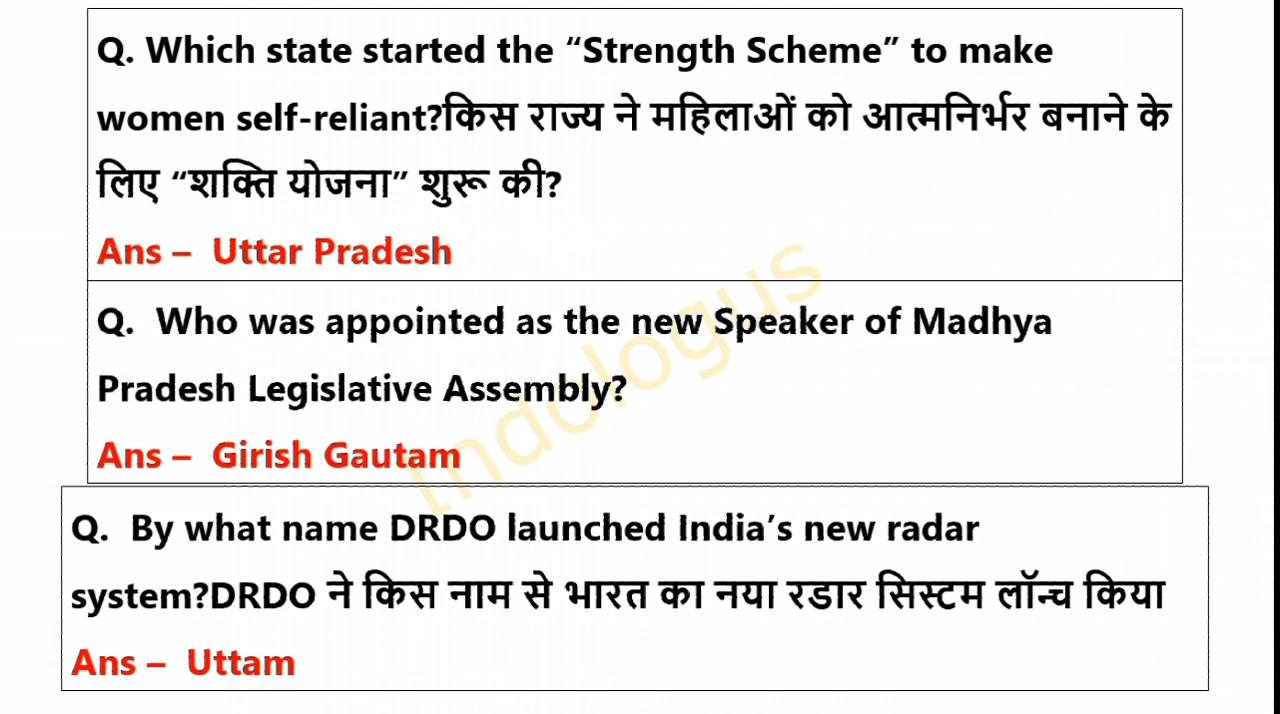 Q. Which state started the “Strength Scheme” to make
women self-reliant?किस राज्य ने महिलाओं को आत्मनिर्भर बनाने के
लिए “शक्ति योजना” शुरू की?
Ans – Uttar Pradesh
Q. Who was appointed as the new Speaker of Madhya
Pradesh Legislative Assembly?
Ans – Girish Gautam
Q. By what name DRDO launched India’s new radar
system?DRDO ने किस नाम से भारत का नया रडार सिस्टम लॉन्च किया
Ans – Uttam
Indologus